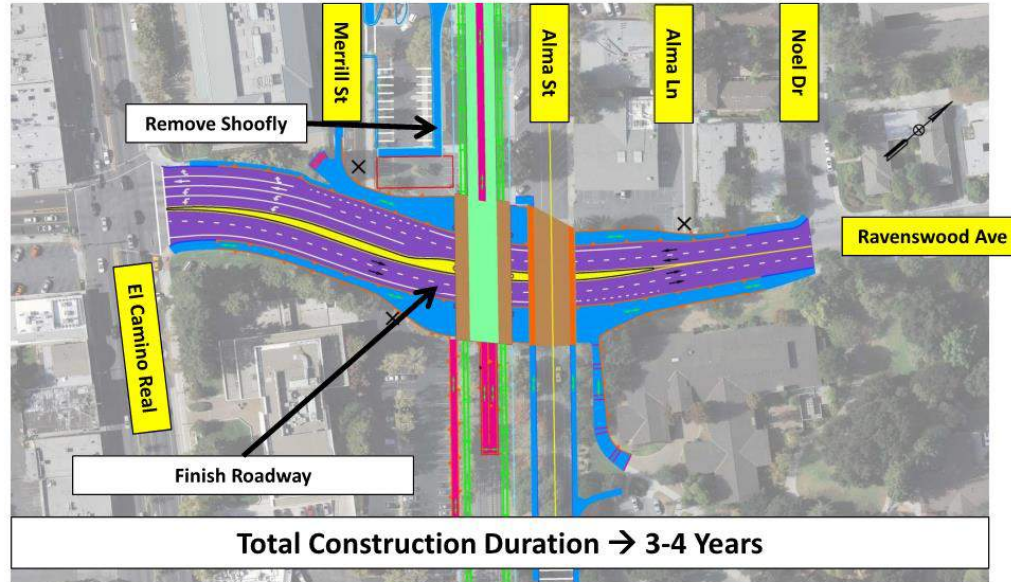 Merrill St
Alma St
Alma Ln
Noel Dr
Remove Shoofly
Ravenswood Ave
El Camino Real
Finish Roadway
Total Construction Duration → 3-4 Years